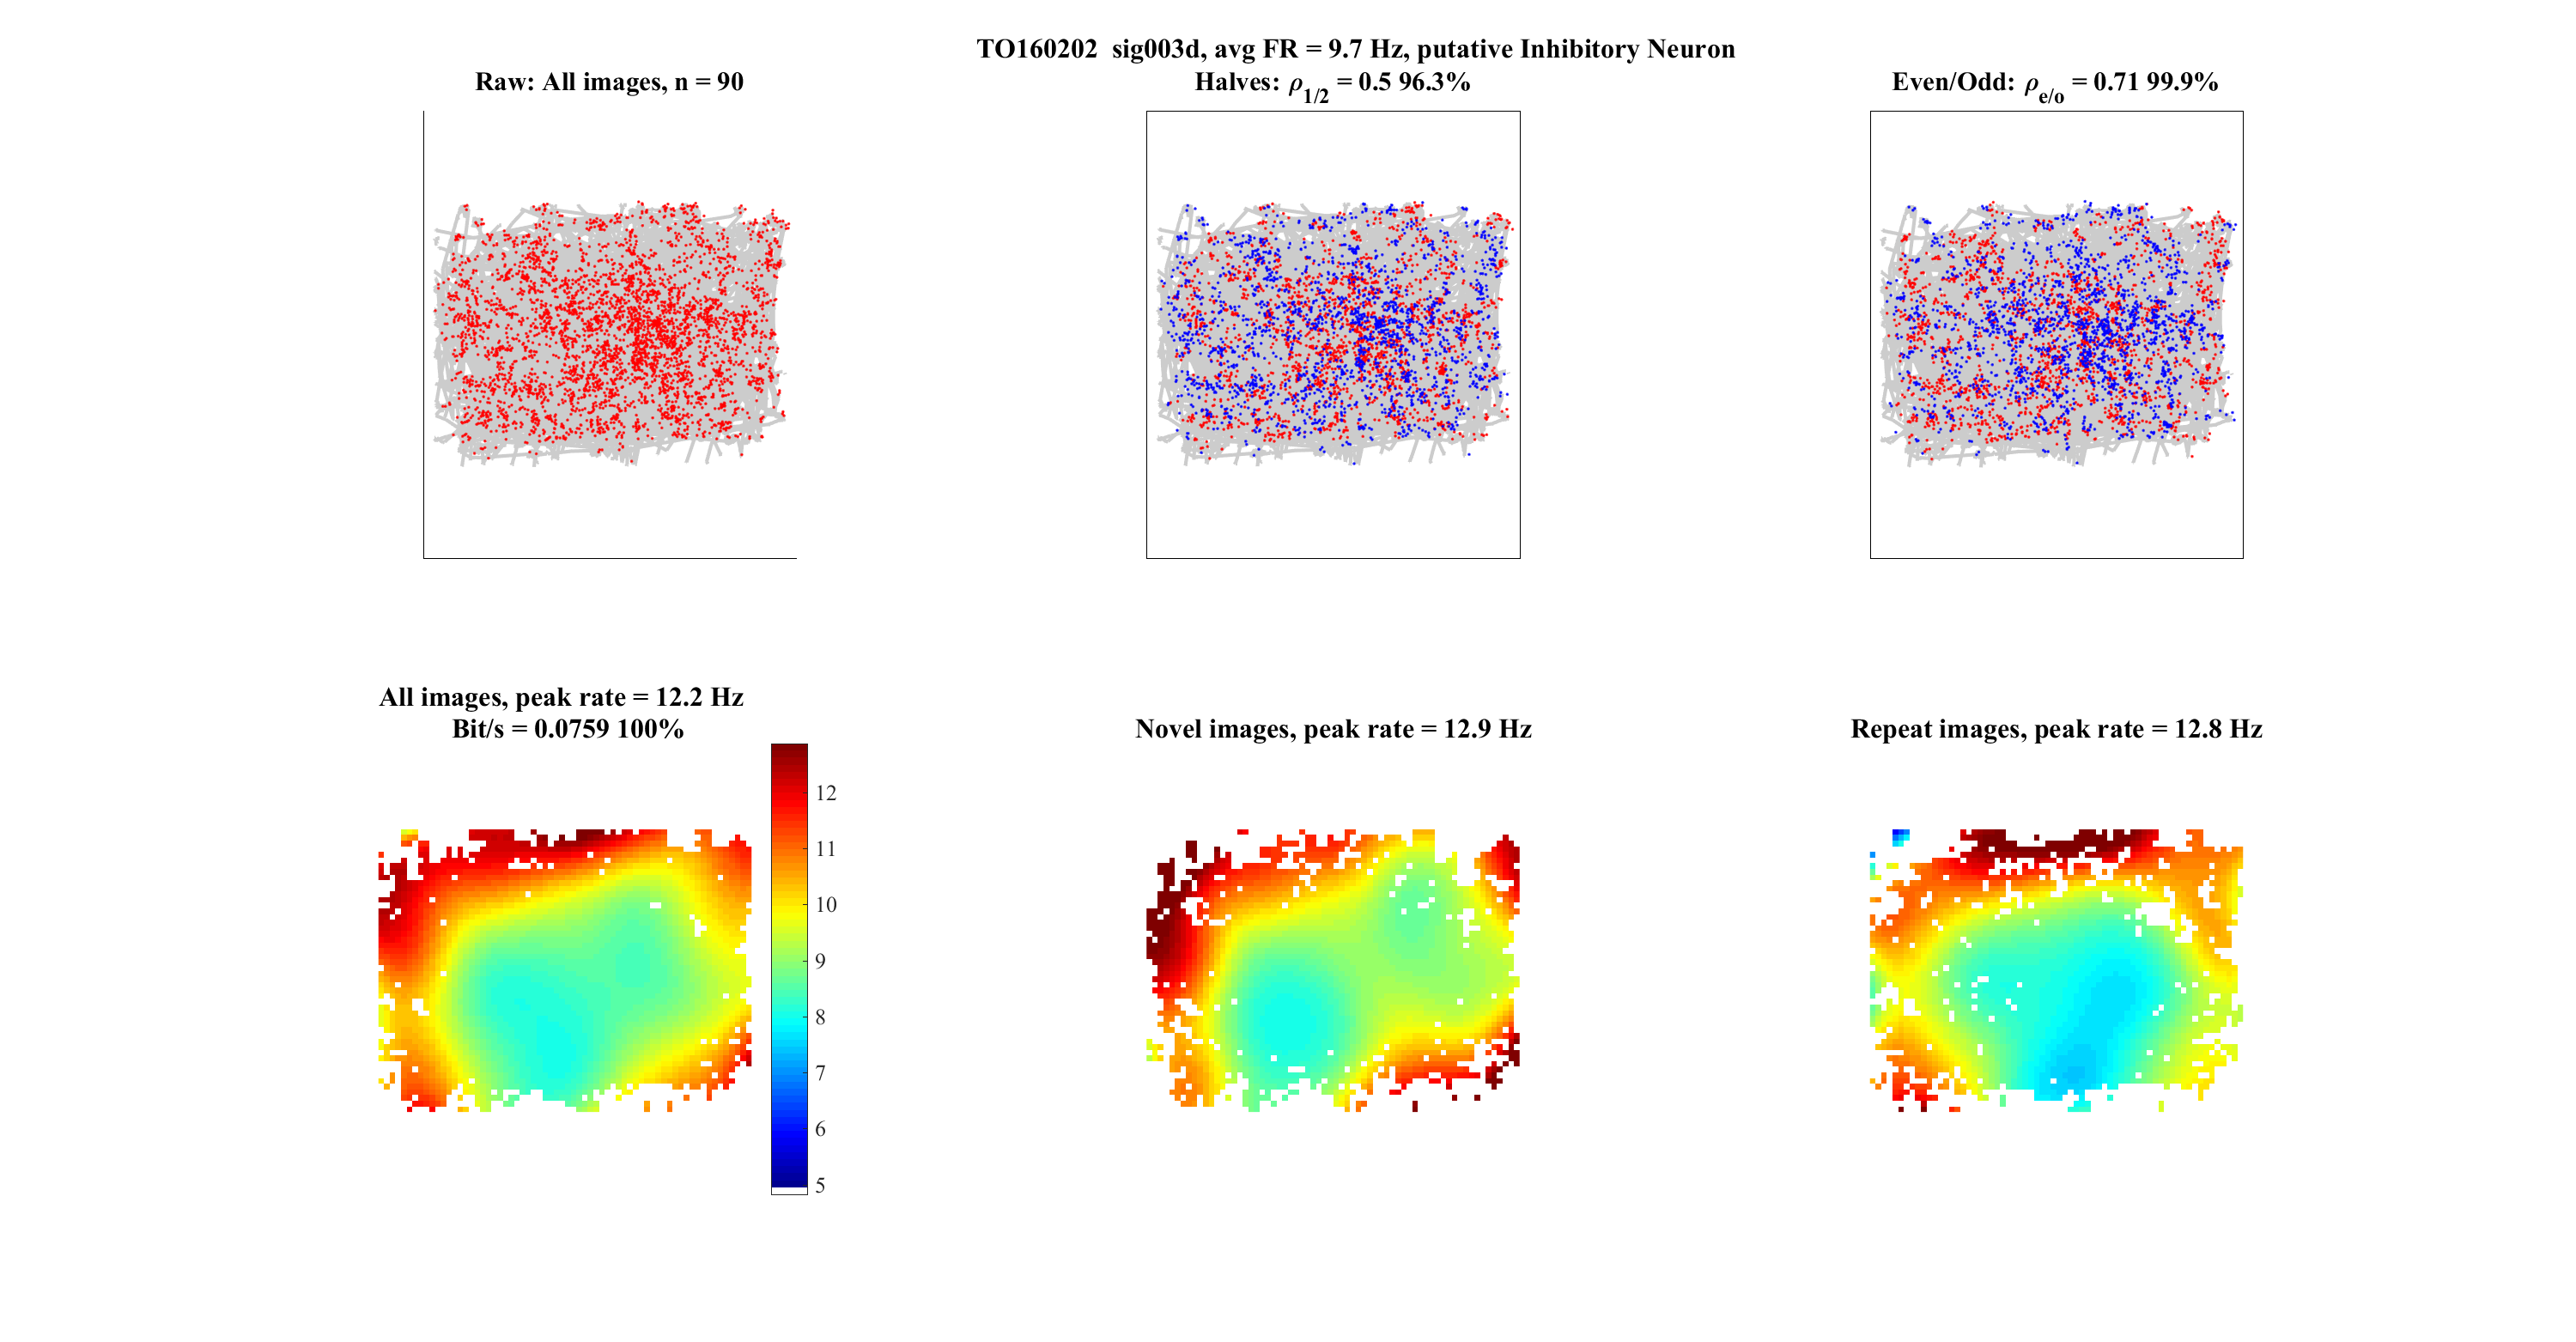 TO160202 sig003d, avg FR = 9.7 Hz, putative Inhibitory Neuron
Raw: All images, n = 90
Halves: ρ1/2 = 0.5 96.3%
Even/Odd: ρe/o = 0.71 99.9%
All images, peak rate = 12.2 Hz
Bit/s = 0.0759 100%
Novel images, peak rate = 12.9 Hz
Repeat images, peak rate = 12.8 Hz
12
11
10
9
8
7
6
5